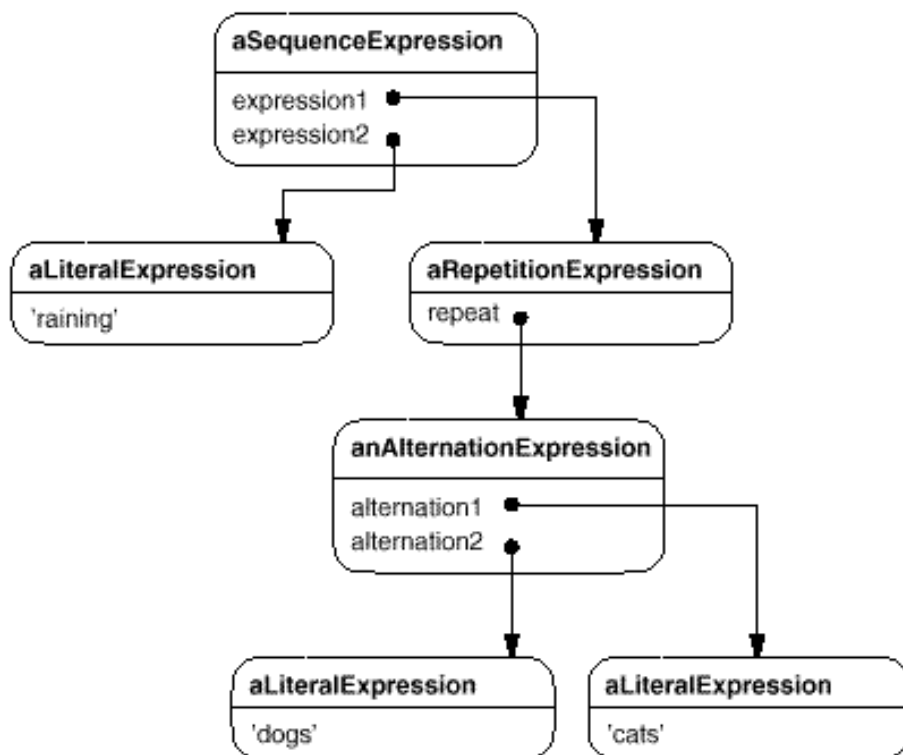 aSequenceExpression
expression1
expression2
aLiteralExpression
'raining'
aRepetitionExpression
repeat
anAlternationExpression
alternation1
alternation2
aLiteralExpression
'dogs'
aLiteralExpression
'cats'